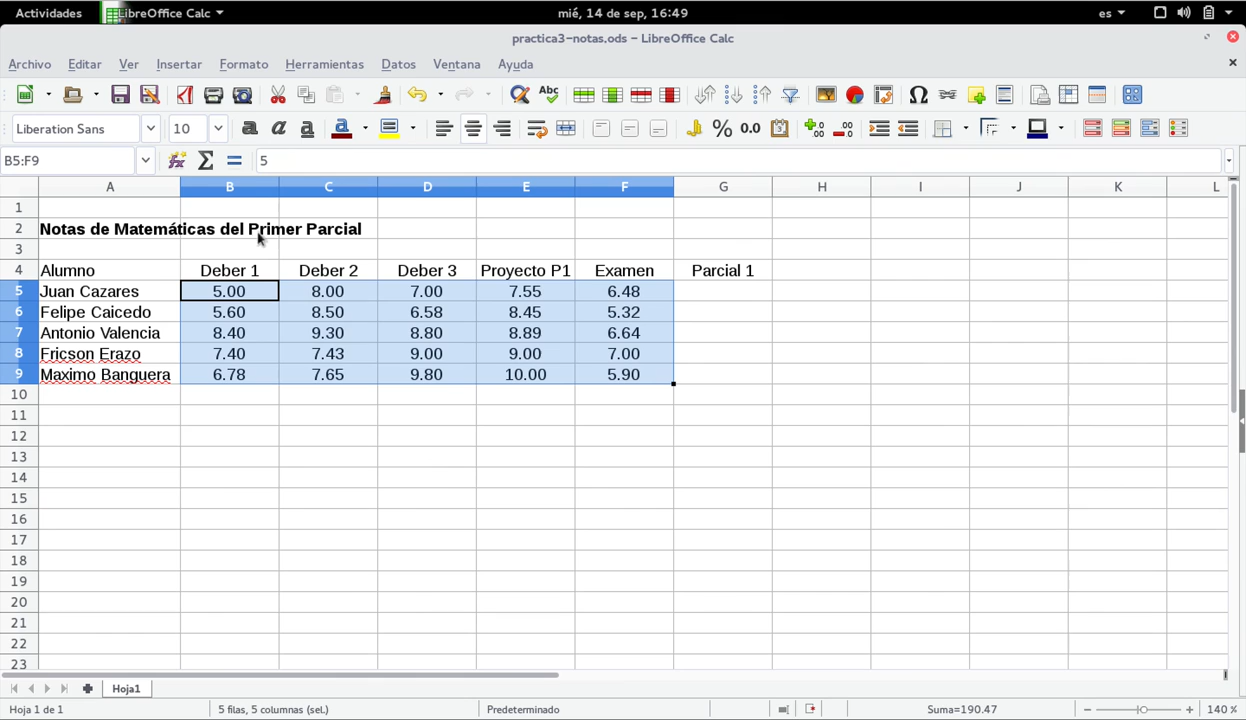 Actividades LibreOffice Calc mié, 14 de sep, 16:49 es
practica3-notas.ods - LibreOffice Calc
Archivo Editar Ver Insertar Formato Herramientas Datos Ventana Ayuda
Abc
Liberation Sans 10 a a a a % 0.0
B5:F9 5
A B C D E F G H I J K L
1
2 Notas de Matemáticas del Primer Parcial
3
4 Alumno Deber 1 Deber 2 Deber 3 Proyecto P1 Examen Parcial 1
5 Juan Cazares 5.00 8.00 7.00 7.55 6.48
6 Felipe Caicedo 5.60 8.50 6.58 8.45 5.32
7 Antonio Valencia 8.40 9.30 8.80 8.89 6.64
8 Fricson Erazo 7.40 7.43 9.00 9.00 7.00
9 Maximo Banguera 6.78 7.65 9.80 10.00 5.90
10
11
12
13
14
15
16
17
18
19
20
21
22
23
Hoja1
Hoja 1 de 1 5 filas, 5 columnas (sel.) Predeterminado Suma=190.47 140 %